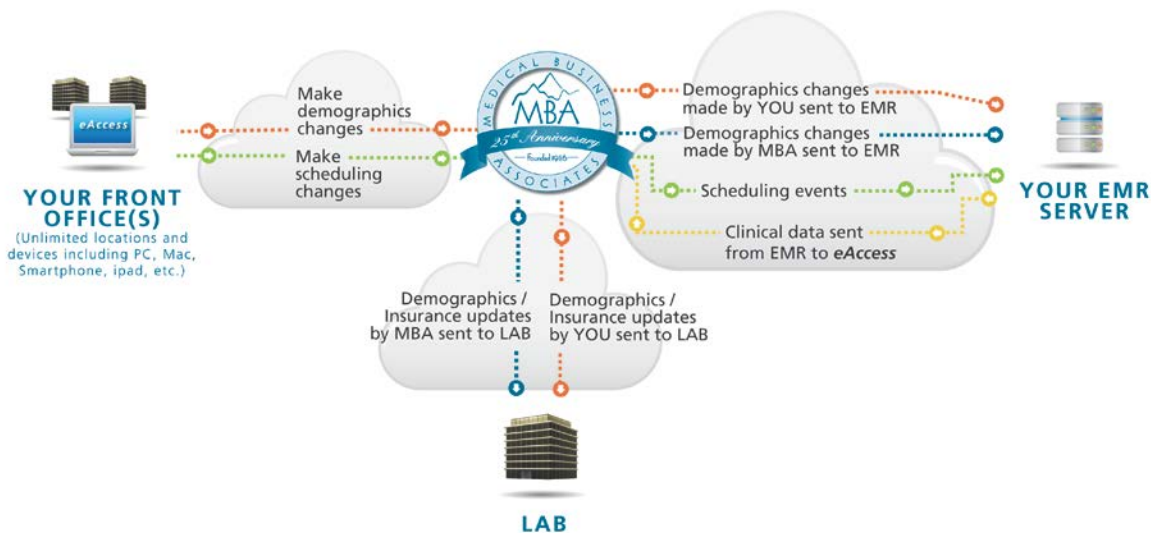 eAccess
YOUR FRONT
OFFICE(S)
(Unlimited locations and
devices including PC, Mac,
Smartphone, ipad, etc.)
Make
demographics
changes
Make
scheduling
changes
MEDICAL BUSINESS
MBA
25th Anniversary
Founded 1986
ASSOCIATES
Demographics changes
made by YOU sent to EMR
Demographics changes
made by MBA sent to EMR
Scheduling events
Clinical data sent
from EMR to eAccess
YOUR EMR
SERVER
Demographics /
Insurance updates
by MBA sent to LAB
Demographics /
Insurance updates
by YOU sent to LAB
LAB